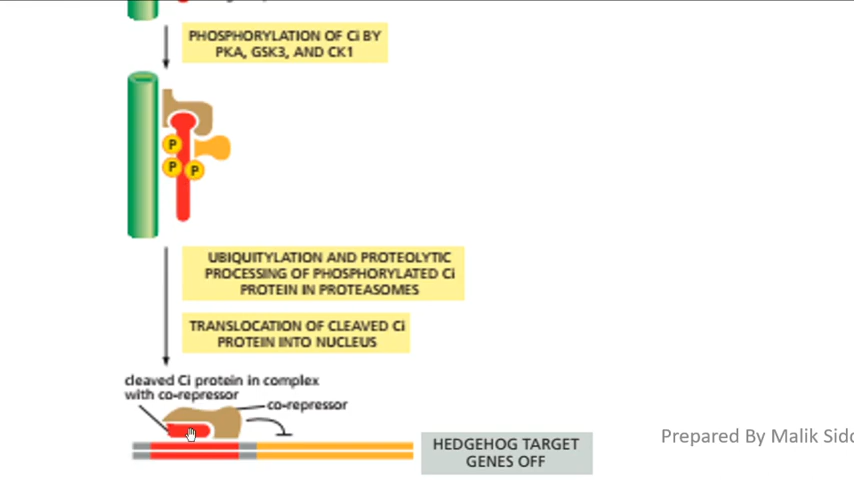 PHOSPHORYLATION OF Ci BY
PKA, GSK3, AND CK1
P
P
P
UBIQUITYLATION AND PROTEOLYTIC
PROCESSING OF PHOSPHORYLATED Ci
PROTEIN IN PROTEASOMES
TRANSLOCATION OF CLEAVED Ci
PROTEIN INTO NUCLEUS
cleaved Ci protein in complex
with co-repressor
co-repressor
HEDGEHOG TARGET
GENES OFF
Prepared By Malik